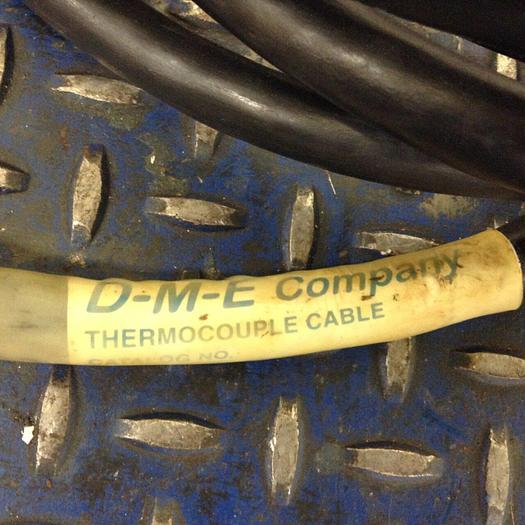 D-M-E Company
THERMOCOUPLE CABLE
CATALOG NO.